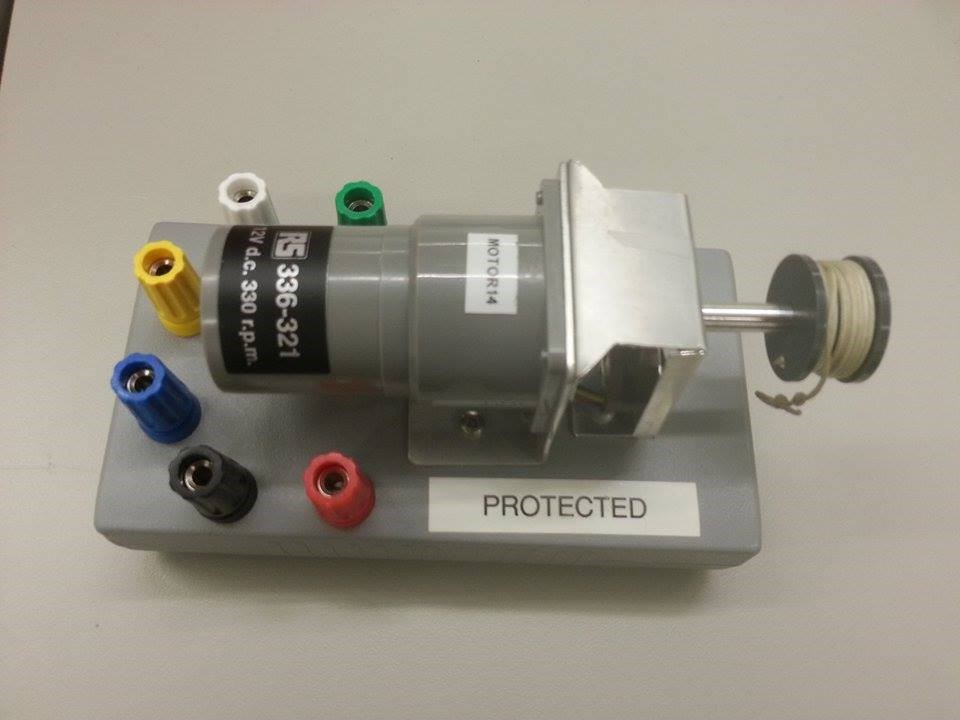 RS 336-321
12V d.c. 330 r.p.m.
MOTOR14
PROTECTED